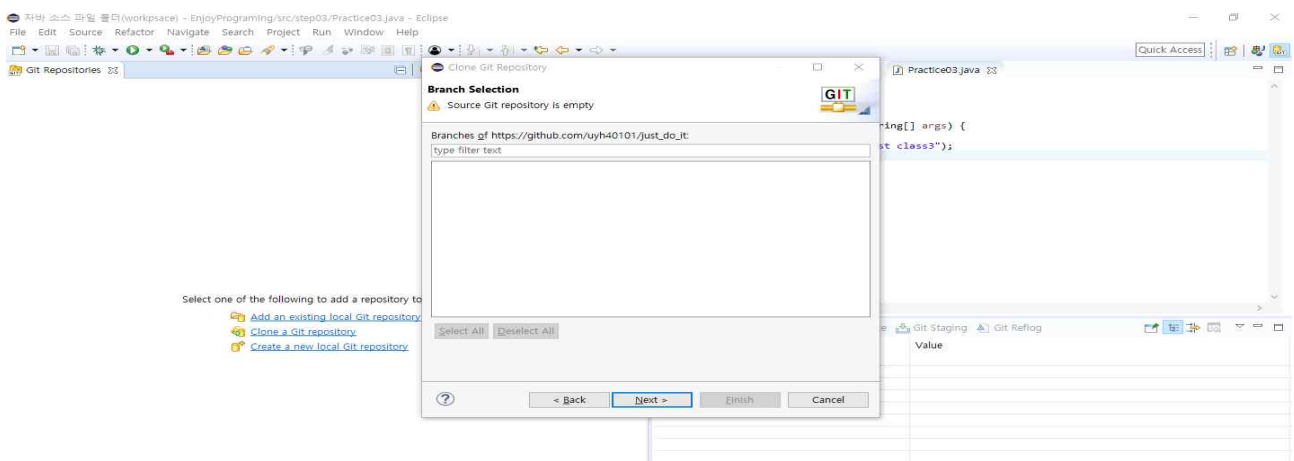 자바 소스 파일 폴더(workpsace) - EnjoyPrograming/src/step03/Practice03.java - Eclipse
File Edit Source Refactor Navigate Search Project Run Window Help
Quick Access
Git Repositories
Clone Git Repository
Practice03.java
Branch Selection
Source Git repository is empty
GIT
Branches of https://github.com/uyh40101/just_do_it:
type filter text
ring[] args) {
st class3");
Select one of the following to add a repository to
Add an existing local Git repository
Clone a Git repository
Create a new local Git repository
Select All Deselect All
e Git Staging Git Reflog
Value
< Back Next > Finish Cancel